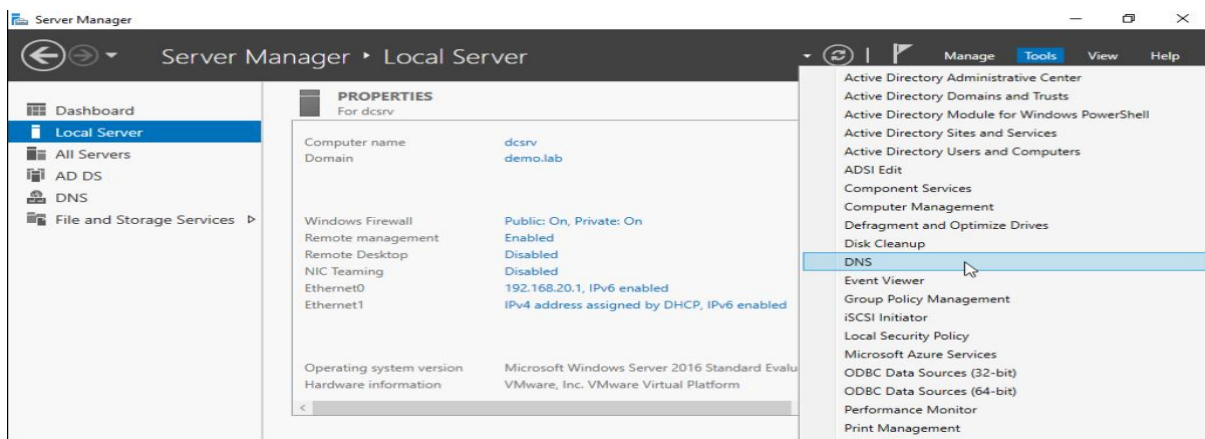 Server Manager
Server Manager ‣ Local Server
Manage Tools View Help
Dashboard
Local Server
All Servers
AD DS
DNS
File and Storage Services
PROPERTIES
For dcsrv
Computer name dcsrv
Domain demo.lab
Windows Firewall Public: On, Private: On
Remote management Enabled
Remote Desktop Disabled
NIC Teaming Disabled
Ethernet0 192.168.20.1, IPv6 enabled
Ethernet1 IPv4 address assigned by DHCP, IPv6 enabled
Operating system version Microsoft Windows Server 2016 Standard Evalu
Hardware information VMware, Inc. VMware Virtual Platform
Active Directory Administrative Center
Active Directory Domains and Trusts
Active Directory Module for Windows PowerShell
Active Directory Sites and Services
Active Directory Users and Computers
ADSI Edit
Component Services
Computer Management
Defragment and Optimize Drives
Disk Cleanup
DNS
Event Viewer
Group Policy Management
iSCSI Initiator
Local Security Policy
Microsoft Azure Services
ODBC Data Sources (32-bit)
ODBC Data Sources (64-bit)
Performance Monitor
Print Management